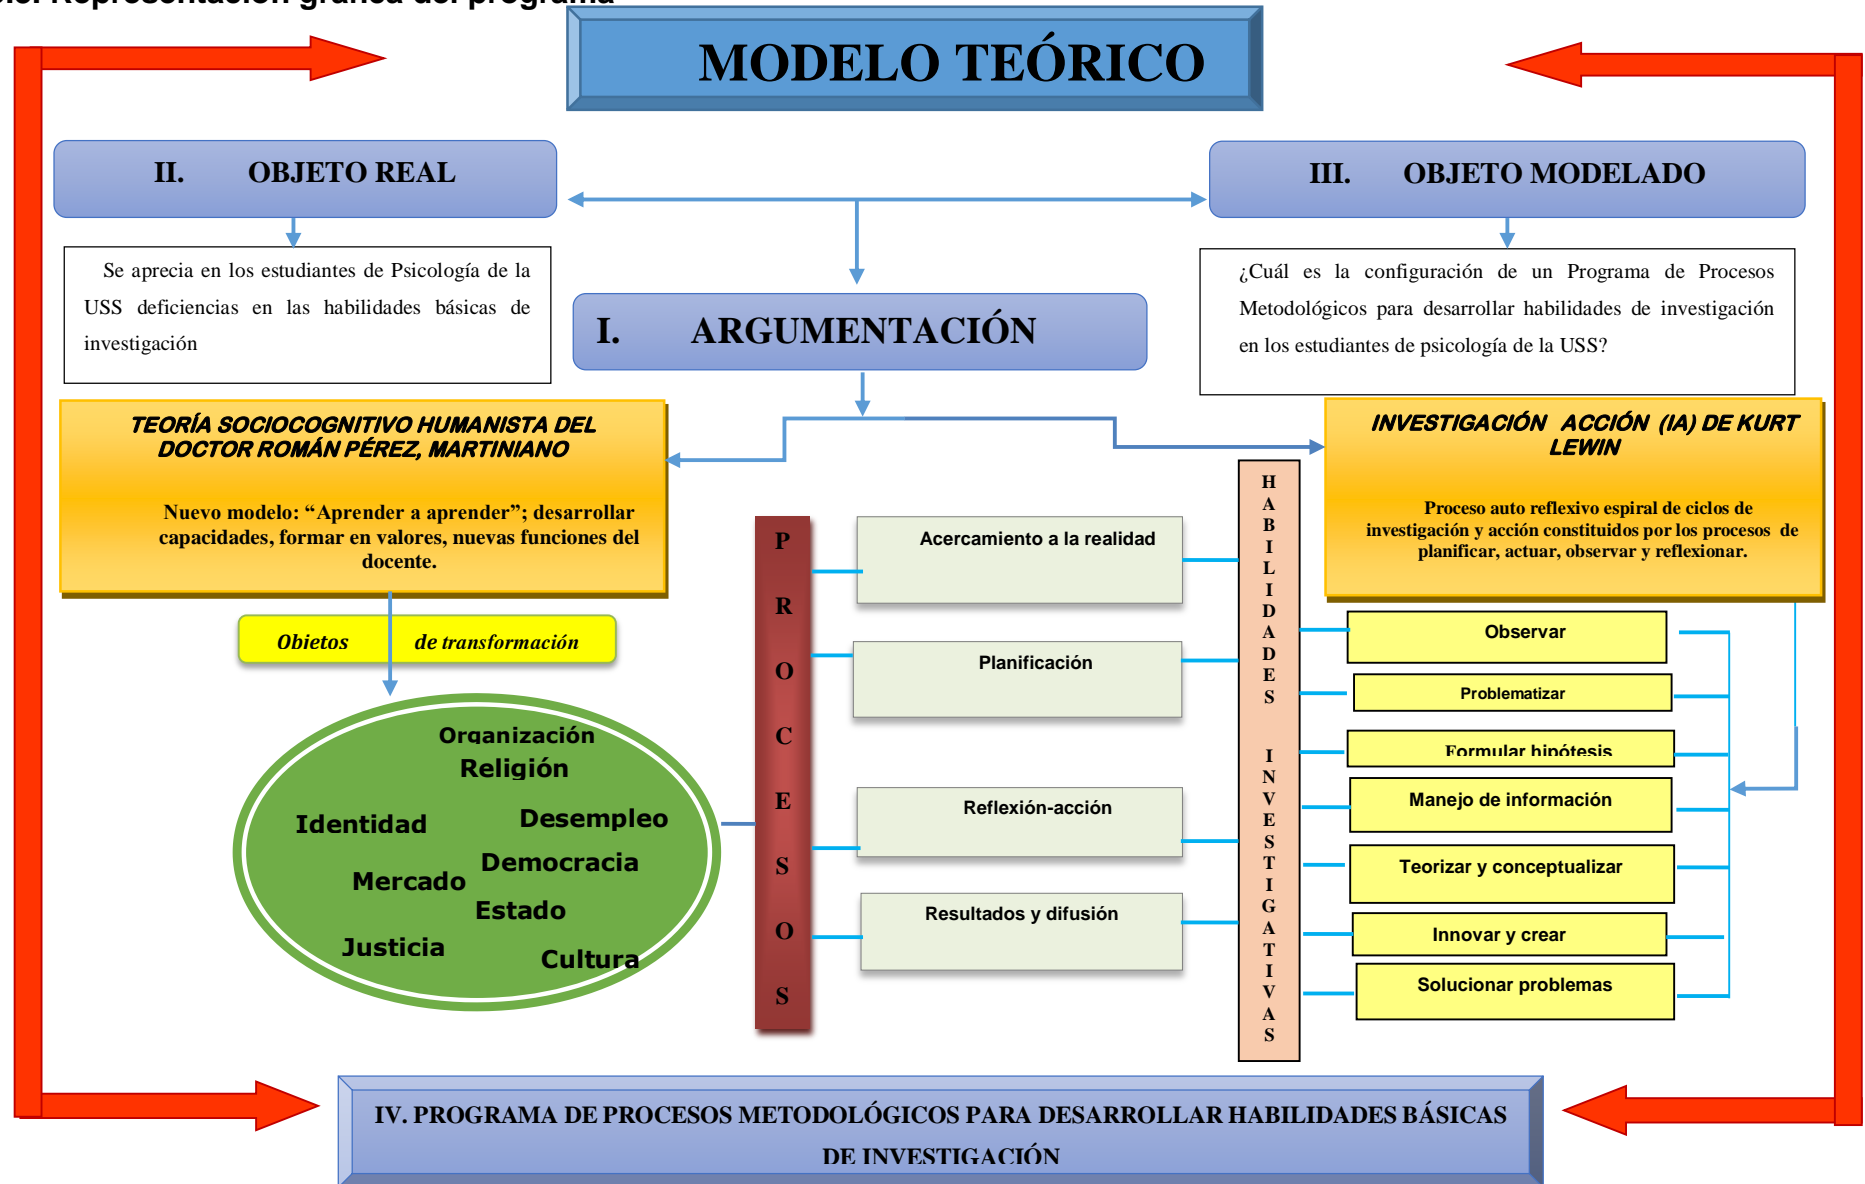 Representación gráfica del programa
MODELO TEÓRICO
II. OBJETO REAL
III. OBJETO MODELADO
Se aprecia en los estudiantes de Psicología de la
USS deficiencias en las habilidades básicas de
investigación
¿Cuál es la configuración de un Programa de Procesos
Metodológicos para desarrollar habilidades de investigación
en los estudiantes de psicología de la USS?
I. ARGUMENTACIÓN
TEORÍA SOCIOCOGNITIVO HUMANISTA DEL
DOCTOR ROMÁN PÉREZ, MARTINIANO
Nuevo modelo: “Aprender a aprender”; desarrollar
capacidades, formar en valores, nuevas funciones del
docente.
INVESTIGACIÓN ACCIÓN (IA) DE KURT
LEWIN
Proceso auto reflexivo espiral de ciclos de
investigación y acción constituidos por los procesos de
planificar, actuar, observar y reflexionar.
Objetos de transformación
Organización
Religión
Identidad
Desempleo
Democracia
Mercado
Estado
Justicia
Cultura
PROCESOS
Acercamiento a la realidad
Planificación
Reflexión-acción
Resultados y difusión
HABILIDADES INVESTIGATIVAS
Observar
Problematizar
Formular hipótesis
Manejo de información
Teorizar y conceptualizar
Innovar y crear
Solucionar problemas
IV. PROGRAMA DE PROCESOS METODOLÓGICOS PARA DESARROLLAR HABILIDADES BÁSICAS
DE INVESTIGACIÓN